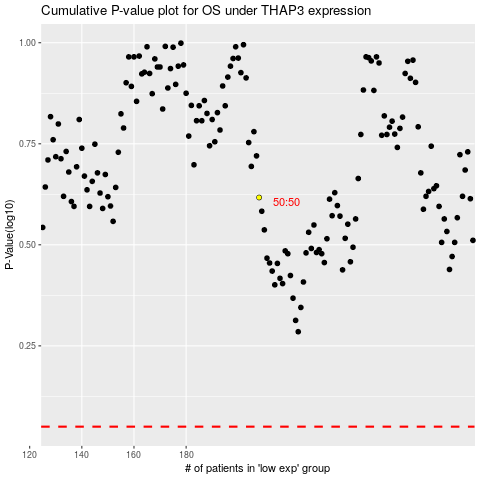 Cumulative P-value plot for OS under THAP3 expression
P-Value(log10)
1.00
0.75
0.50
0.25
50:50
120 140 160 180
# of patients in 'low exp' group